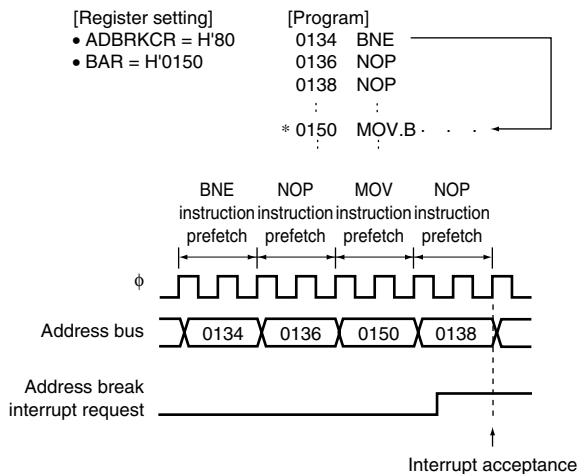 [Register setting] [Program]
• ADBRKCR = H'80 0134 BNE
• BAR = H'0150 0136 NOP
0138 NOP
* 0150 MOV.B . . .
BNE NOP MOV NOP
instruction instruction instruction instruction
prefetch prefetch prefetch prefetch
ϕ
Address bus 0134 0136 0150 0138
Address break
interrupt request
Interrupt acceptance